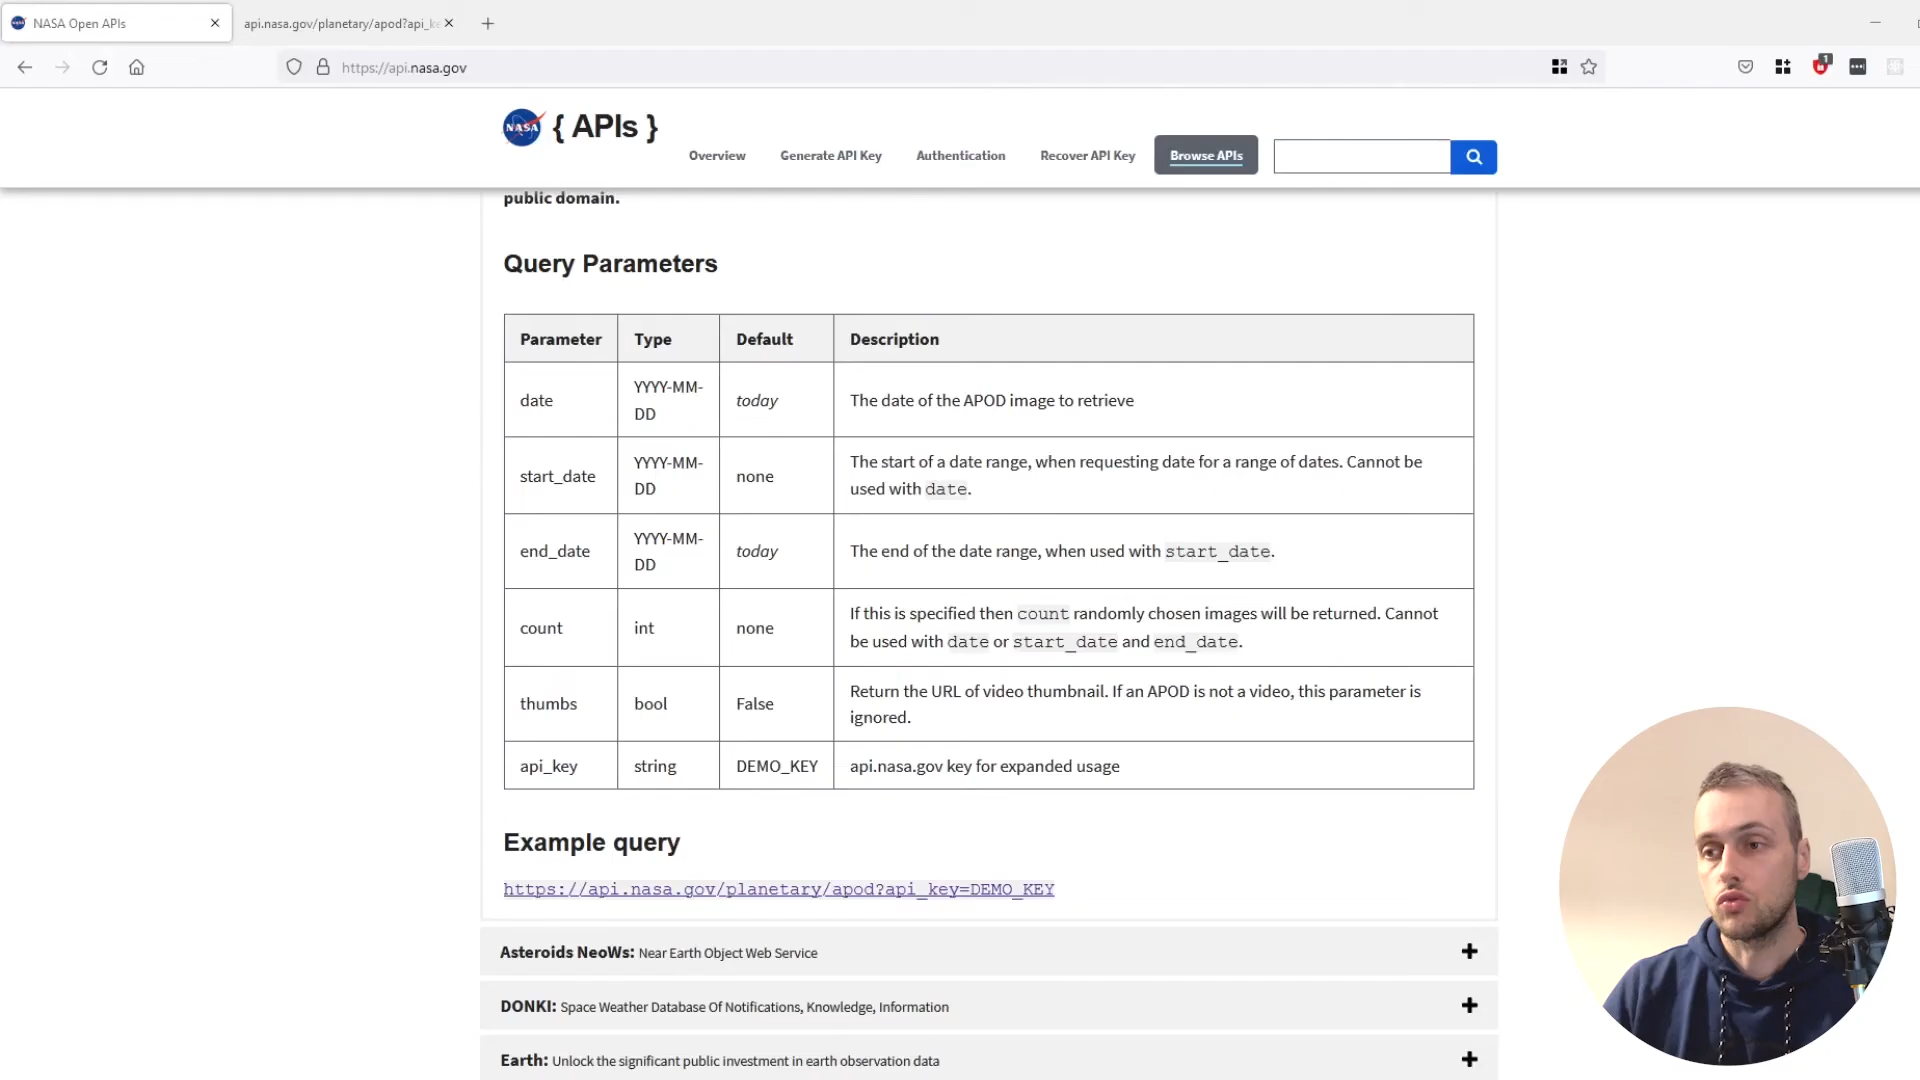 NASA Open APIs
api.nasa.gov/planetary/apod?api_k
https://api.nasa.gov
1
NASA { APIs }
Overview
Generate API Key
Authentication
Recover API Key
Browse APIs
public domain.
Query Parameters
Parameter Type Default Description
date YYYY-MM-DD today The date of the APOD image to retrieve
start_date YYYY-MM-DD none The start of a date range, when requesting date for a range of dates. Cannot be
used with date.
end_date YYYY-MM-DD today The end of the date range, when used with start_date.
count int none If this is specified then count randomly chosen images will be returned. Cannot
be used with date or start_date and end_date.
thumbs bool False Return the URL of video thumbnail. If an APOD is not a video, this parameter is
ignored.
api_key string DEMO_KEY api.nasa.gov key for expanded usage
Example query
https://api.nasa.gov/planetary/apod?api_key=DEMO_KEY
Asteroids NeoWs: Near Earth Object Web Service
DONKI: Space Weather Database Of Notifications, Knowledge, Information
Earth: Unlock the significant public investment in earth observation data